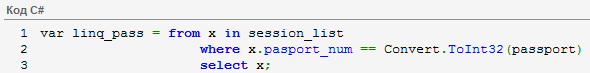 Код C#
1 var linq_pass = from x in session_list
2 where x.pasport_num == Convert.ToInt32(passport)
3 select x;